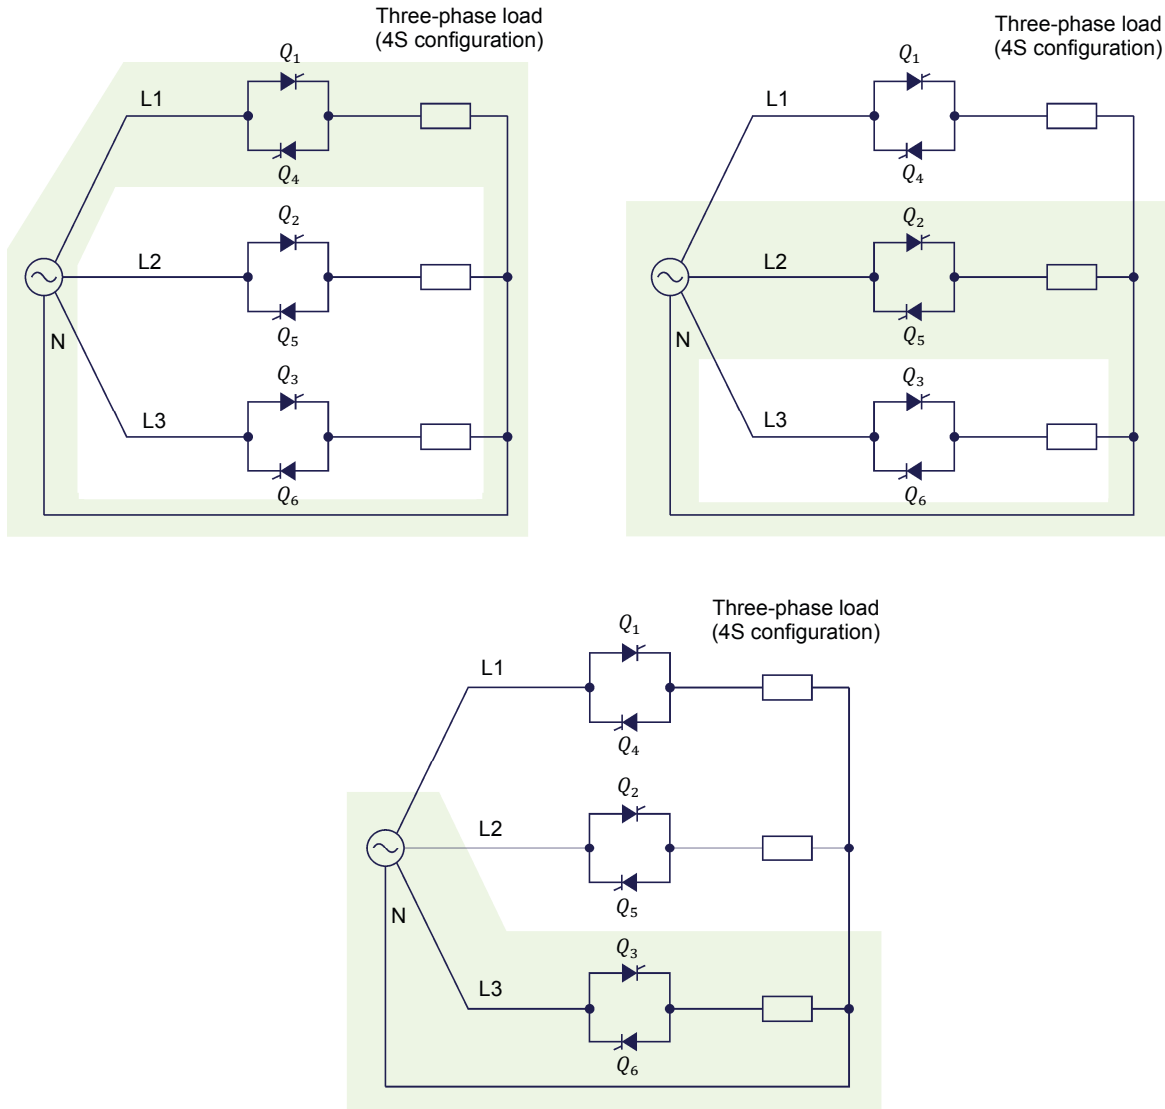 Three-phase load
(4S configuration)
Q1
L1
Q4
Q2
L2
Q5
N
Q3
L3
Q6
Three-phase load
(4S configuration)
Q1
L1
Q4
Q2
L2
Q5
N
Q3
L3
Q6
Three-phase load
(4S configuration)
Q1
L1
Q4
Q2
L2
Q5
N
Q3
L3
Q6